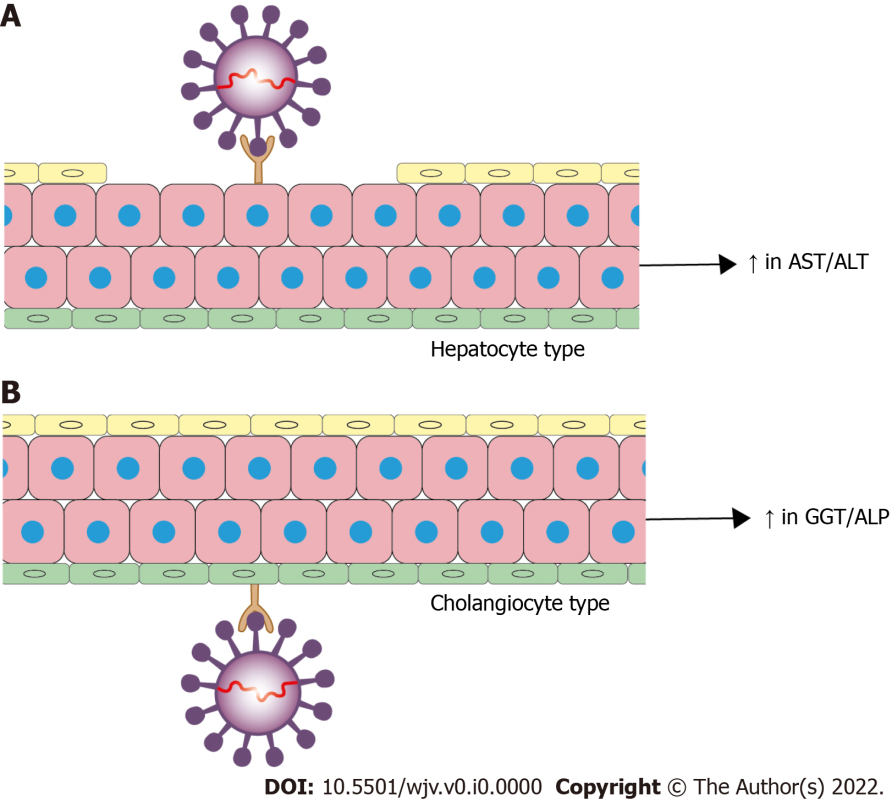 A
↑ in AST/ALT
Hepatocyte type
B
↑ in GGT/ALP
Cholangiocyte type
DOI: 10.5501/wjv.v0.i0.0000 Copyright © The Author(s) 2022.